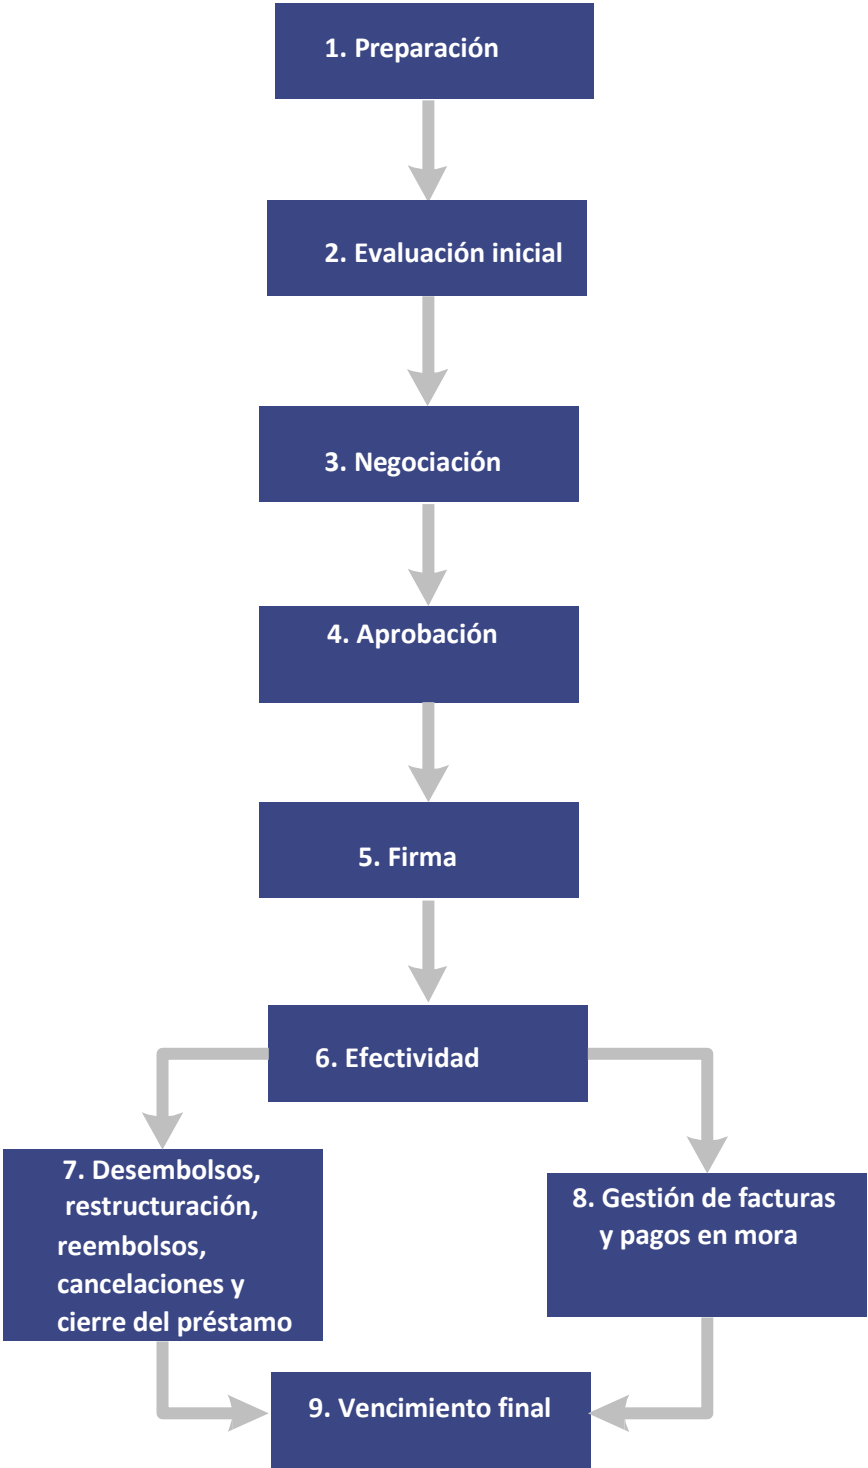 1. Preparación
2. Evaluación inicial
3. Negociación
4. Aprobación
5. Firma
6. Efectividad
7. Desembolsos,
restructuración,
reembolsos,
cancelaciones y
cierre del préstamo
8. Gestión de facturas
y pagos en mora
9. Vencimiento final